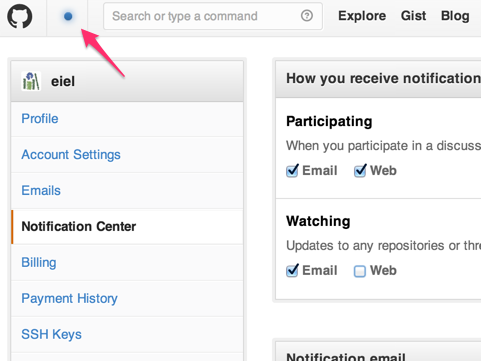 Search or type a command
Explore Gist Blog
eiel
Profile
Account Settings
Emails
Notification Center
Billing
Payment History
SSH Keys
How you receive notification
Participating
When you participate in a discuss
Email Web
Watching
Updates to any repositories or thre
Email Web
Notification email